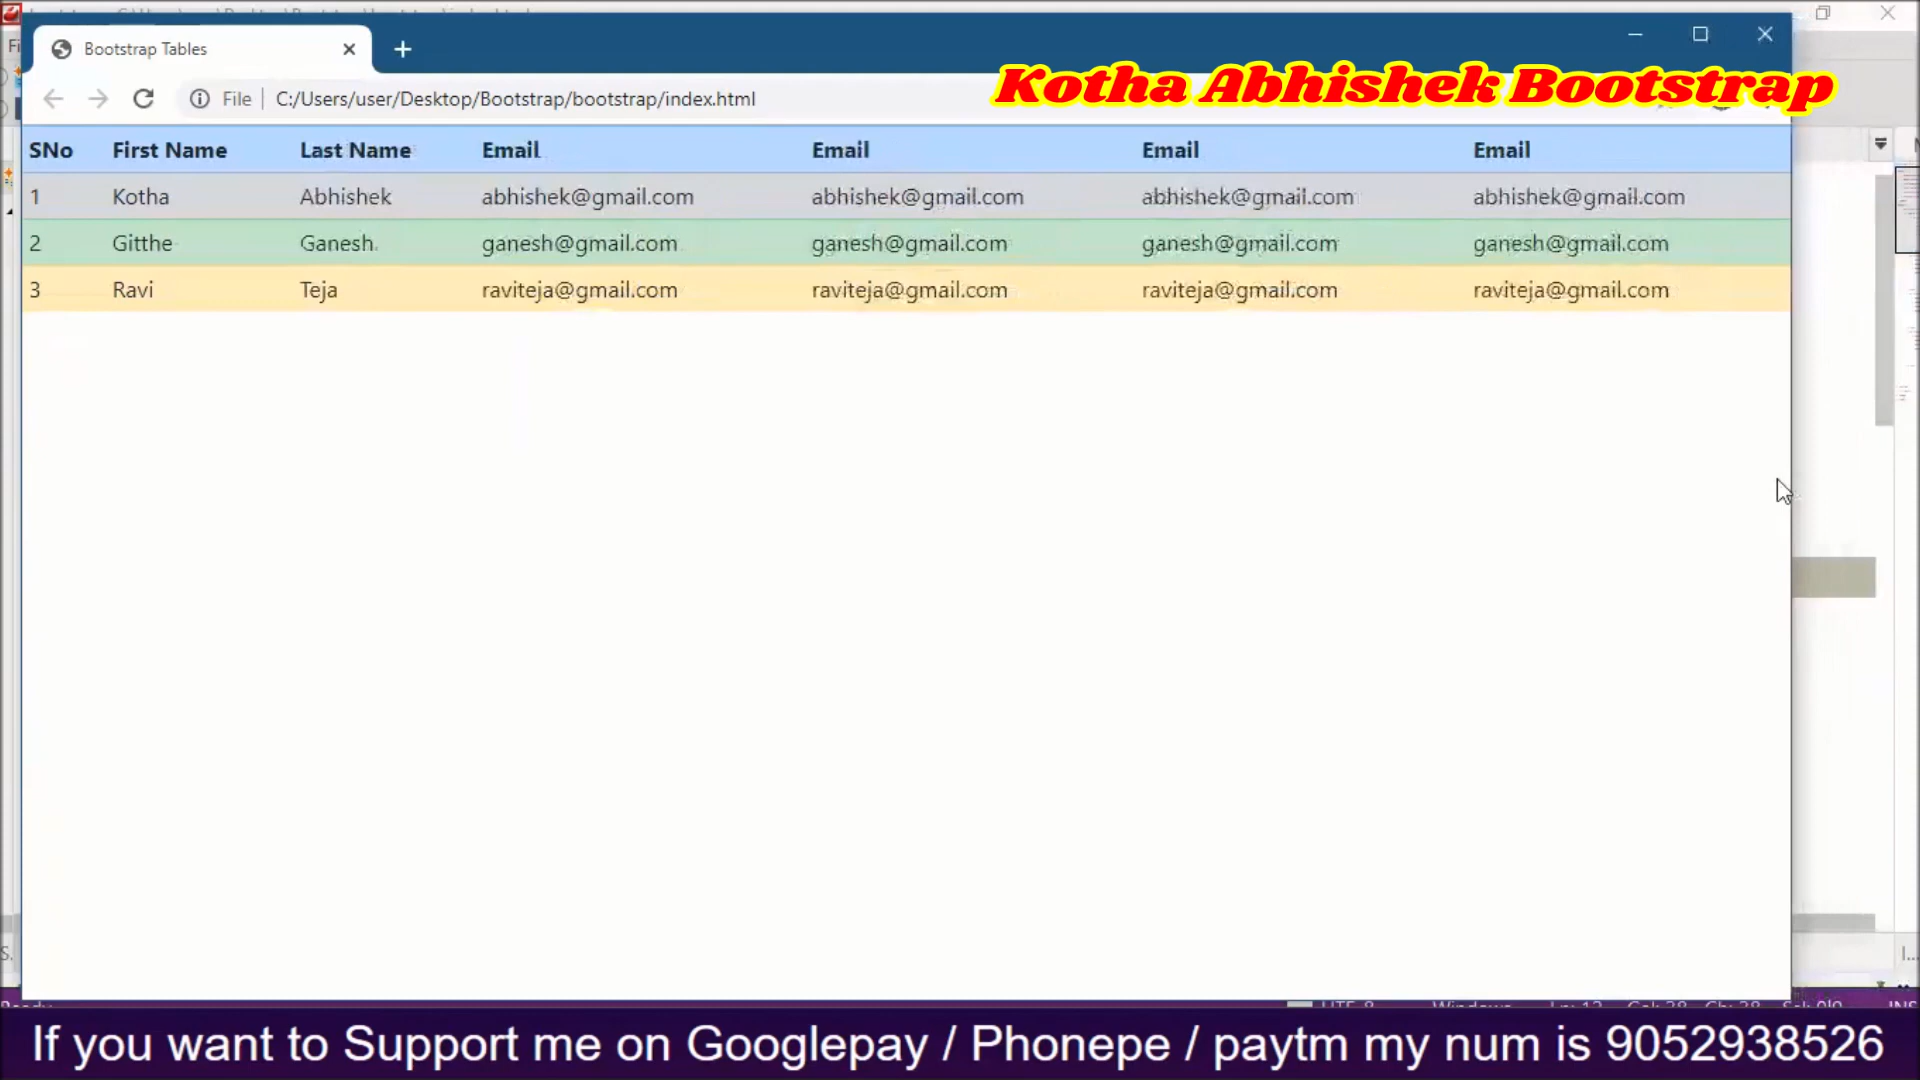 Bootstrap Tables
Kotha Abhishek Bootstrap
File C:/Users/user/Desktop/Bootstrap/bootstrap/index.html
SNo First Name Last Name Email Email Email Email
1 Kotha Abhishek abhishek@gmail.com abhishek@gmail.com abhishek@gmail.com abhishek@gmail.com
2 Gitthe Ganesh ganesh@gmail.com ganesh@gmail.com ganesh@gmail.com ganesh@gmail.com
3 Ravi Teja raviteja@gmail.com raviteja@gmail.com raviteja@gmail.com raviteja@gmail.com
If you want to Support me on Googlepay / Phonepe / paytm my num is 9052938526